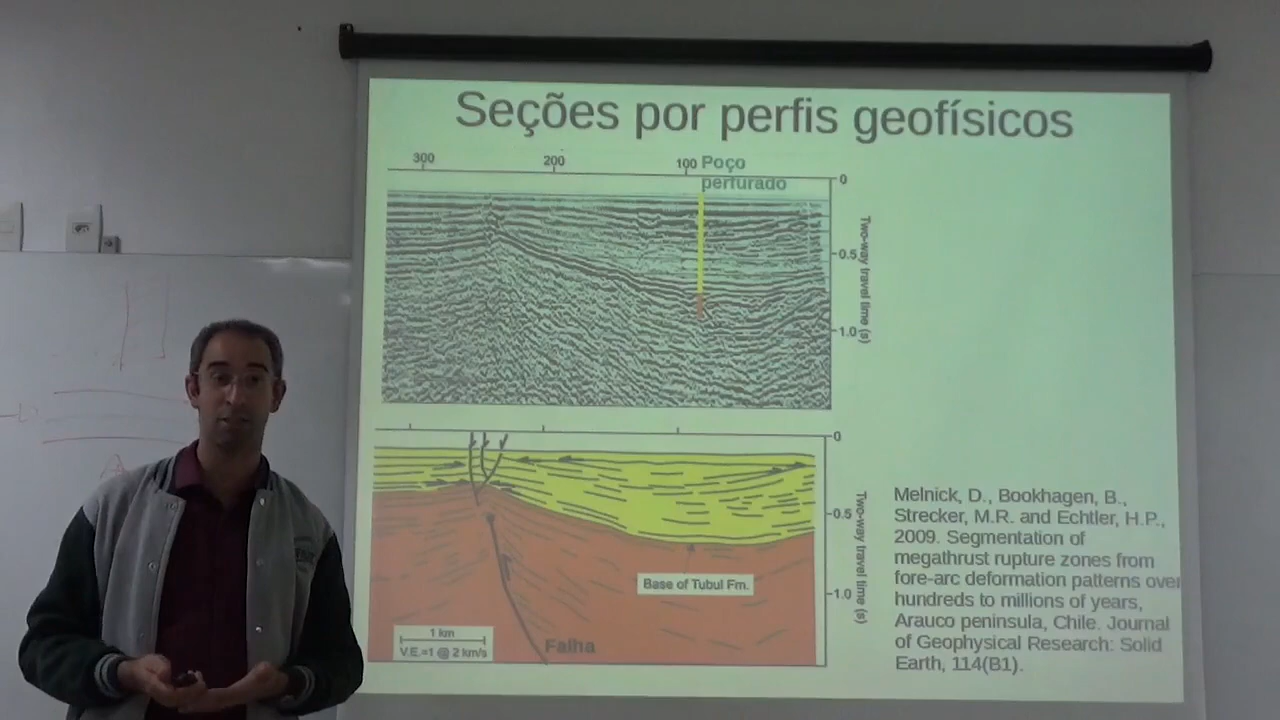 Seções por perfis geofísicos
300
200
100
Poço
perfurado
0
0.5
1.0
Two-way travel time (s)
0
0.5
1.0
Two-way travel time (s)
Base of Tubul Fm.
1 km
V.E.=1 @ 2 km/s
Falha
Melnick, D., Bookhagen, B.,
Strecker, M.R. and Echtler, H.P.,
2009. Segmentation of
megathrust rupture zones from
fore-arc deformation patterns over
hundreds to millions of years,
Arauco peninsula, Chile. Journal
of Geophysical Research: Solid
Earth, 114(B1).